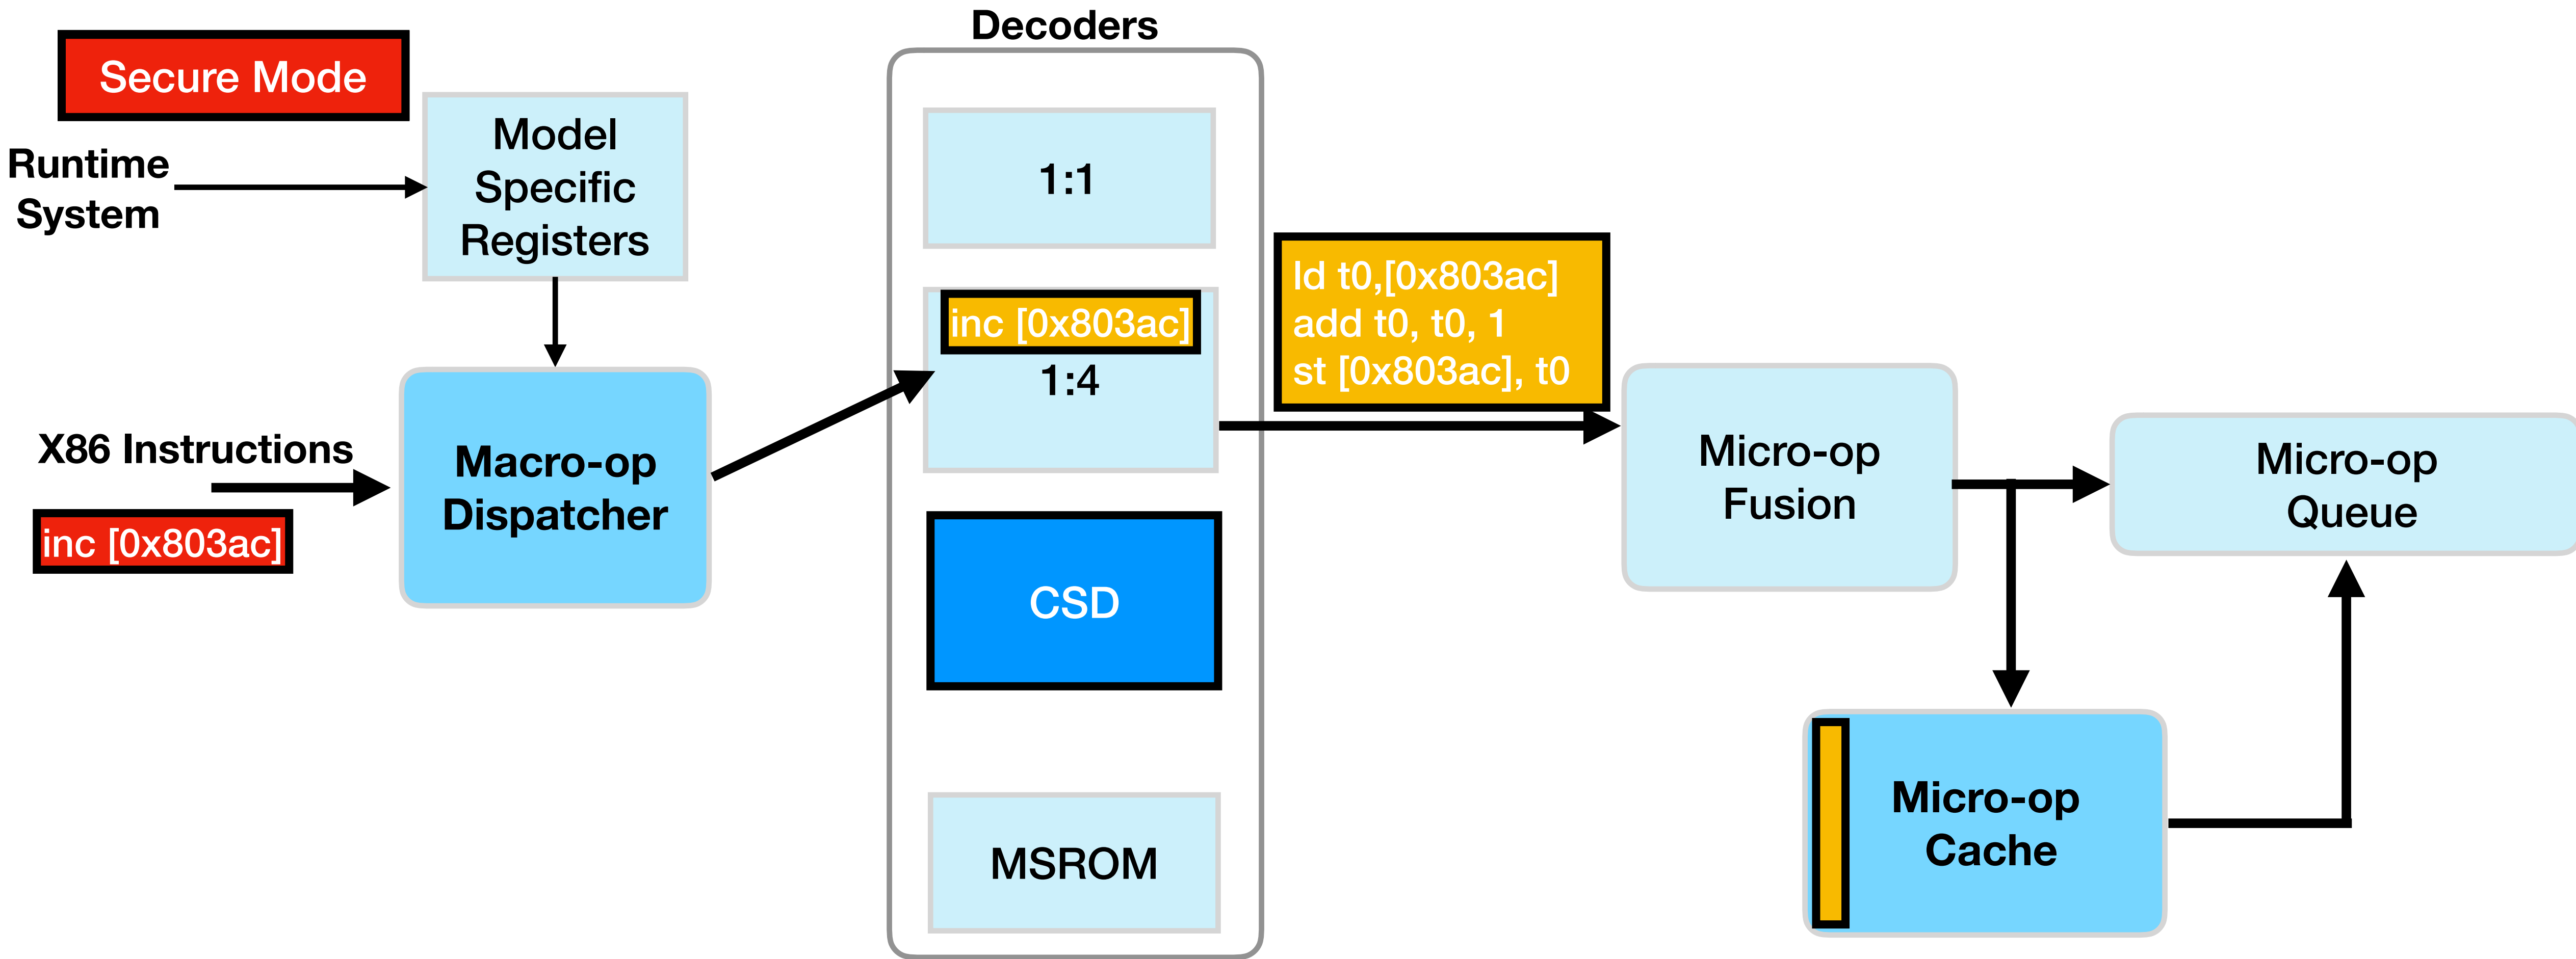 Decoders
Secure Mode
Runtime
System
Model
Specific
Registers
X86 Instructions
inc [0x803ac]
Macro-op
Dispatcher
1:1
inc [0x803ac]
1:4
CSD
MSROM
ld t0,[0x803ac]
add t0, t0, 1
st [0x803ac], t0
Micro-op
Fusion
Micro-op
Queue
Micro-op
Cache